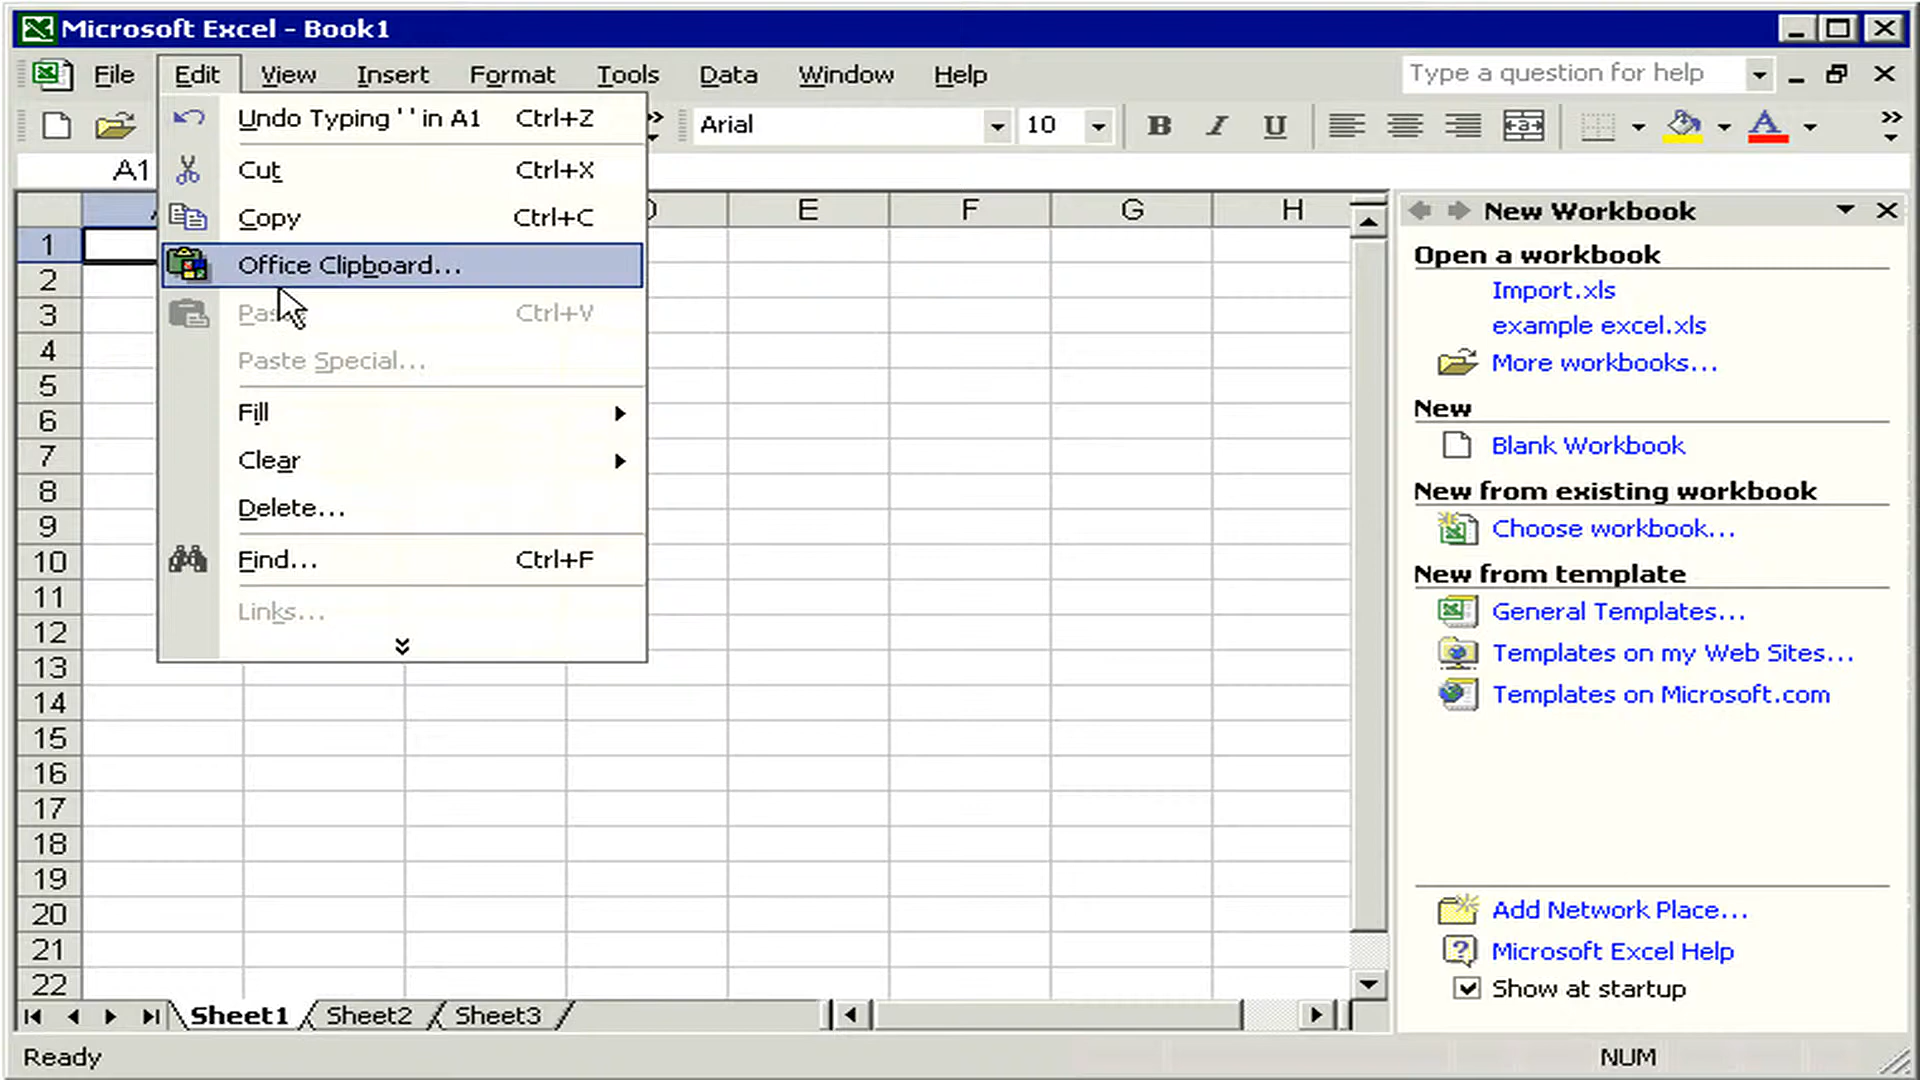 Microsoft Excel - Book1
File Edit View Insert Format Tools Data Window Help Type a question for help
Arial 10 B I U A
A1
Undo Typing ' ' in A1 Ctrl+Z
Cut Ctrl+X
Copy Ctrl+C
Office Clipboard...
Ctrl+V
Paste Special...
Fill
Clear
Delete...
Find... Ctrl+F
Links...
E F G H
1
2
3
4
5
6
7
8
9
10
11
12
13
14
15
16
17
18
19
20
21
22
New Workbook
Open a workbook
Import.xls
example excel.xls
More workbooks...
New
Blank Workbook
New from existing workbook
Choose workbook...
New from template
General Templates...
Templates on my Web Sites...
Templates on Microsoft.com
Add Network Place...
Microsoft Excel Help
Show at startup
Sheet1 Sheet2 Sheet3
Ready NUM